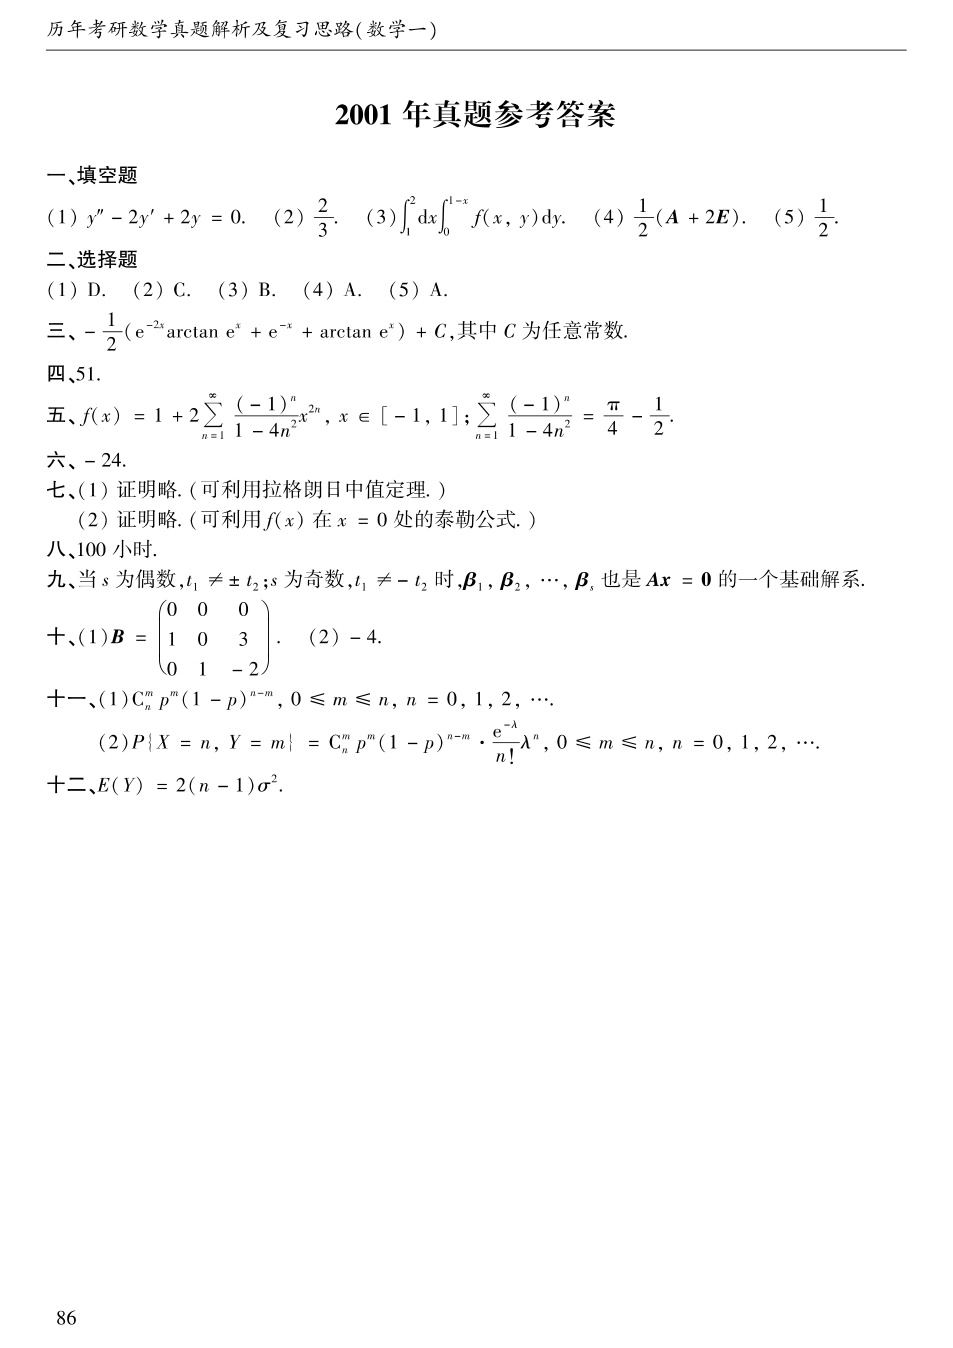 历年考研数学真题解析及复习思路(数学一)
2001 年真题参考答案
一、填空题
(1) y″ − 2y′ + 2y = 0. (2) 2/3. (3) ∫₁² dx ∫₀^{1−x} f(x, y)dy. (4) 1/2(A + 2E). (5) 1/2.
二、选择题
(1) D. (2) C. (3) B. (4) A. (5) A.
三、− 1/2(e^{−2x}arctan e^x + e^{−x} + arctan e^x) + C,其中 C 为任意常数.
四、51.
五、f(x) = 1 + 2∑_{n=1}^{∞} (−1)^n/(1 − 4n²) x^{2n}, x ∈ [−1, 1]; ∑_{n=1}^{∞} (−1)^n/(1 − 4n²) = π/4 − 1/2.
六、− 24.
七、(1) 证明略. (可利用拉格朗日中值定理. )
(2) 证明略. (可利用 f(x) 在 x = 0 处的泰勒公式. )
八、100 小时.
九、当 s 为偶数,t₁ ≠ ± t₂;s 为奇数,t₁ ≠ − t₂ 时,β₁, β₂, …, βₛ 也是 Ax = 0 的一个基础解系.
十、(1)B = (0 0 0
1 0 3
0 1 −2). (2) − 4.
十一、(1)C_n^m p^m(1 − p)^{n−m}, 0 ≤ m ≤ n, n = 0, 1, 2, ….
(2)P{X = n, Y = m} = C_n^m p^m(1 − p)^{n−m} · e^{−λ}/n! λ^n, 0 ≤ m ≤ n, n = 0, 1, 2, ….
十二、E(Y) = 2(n − 1)σ².
86